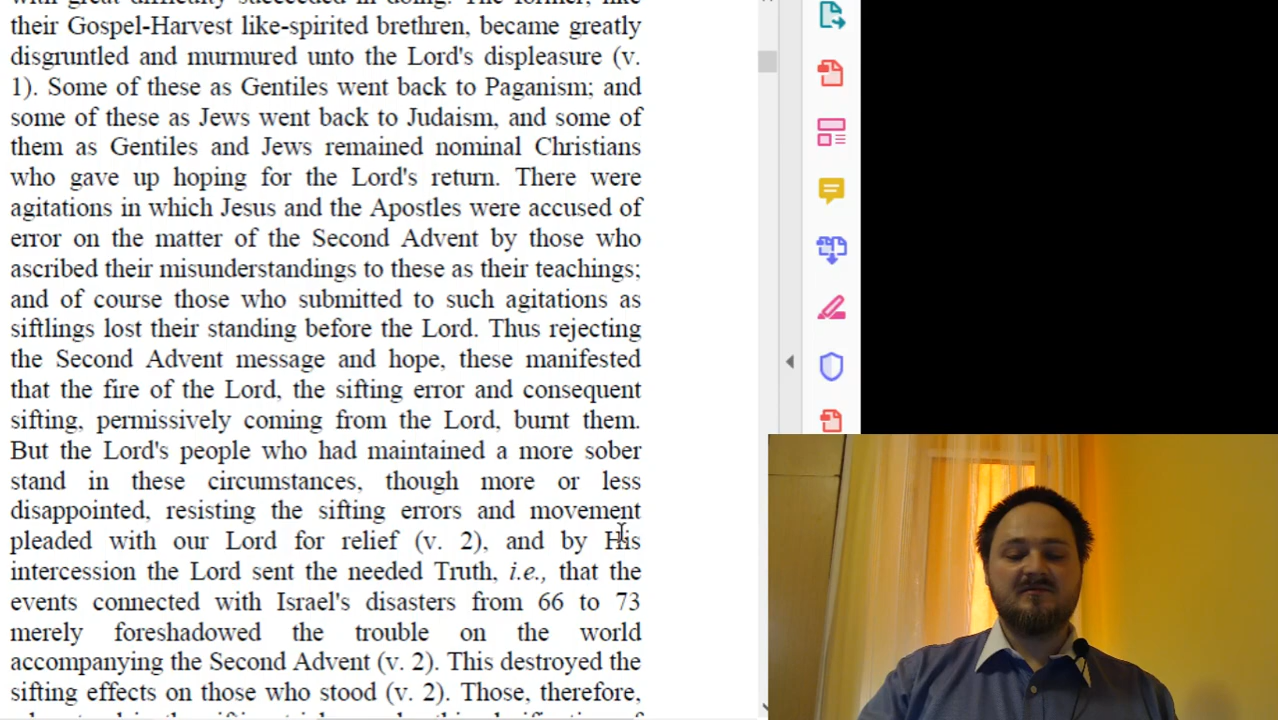 with great difficulty succeeded in doing. The former, like
their Gospel-Harvest like-spirited brethren, became greatly
disgruntled and murmured unto the Lord's displeasure (v.
1). Some of these as Gentiles went back to Paganism; and
some of these as Jews went back to Judaism, and some of
them as Gentiles and Jews remained nominal Christians
who gave up hoping for the Lord's return. There were
agitations in which Jesus and the Apostles were accused of
error on the matter of the Second Advent by those who
ascribed their misunderstandings to these as their teachings;
and of course those who submitted to such agitations as
siftlings lost their standing before the Lord. Thus rejecting
the Second Advent message and hope, these manifested
that the fire of the Lord, the sifting error and consequent
sifting, permissively coming from the Lord, burnt them.
But the Lord's people who had maintained a more sober
stand in these circumstances, though more or less
disappointed, resisting the sifting errors and movement
pleaded with our Lord for relief (v. 2), and by His
intercession the Lord sent the needed Truth, i.e., that the
events connected with Israel's disasters from 66 to 73
merely foreshadowed the trouble on the world
accompanying the Second Advent (v. 2). This destroyed the
sifting effects on those who stood (v. 2). Those, therefore,